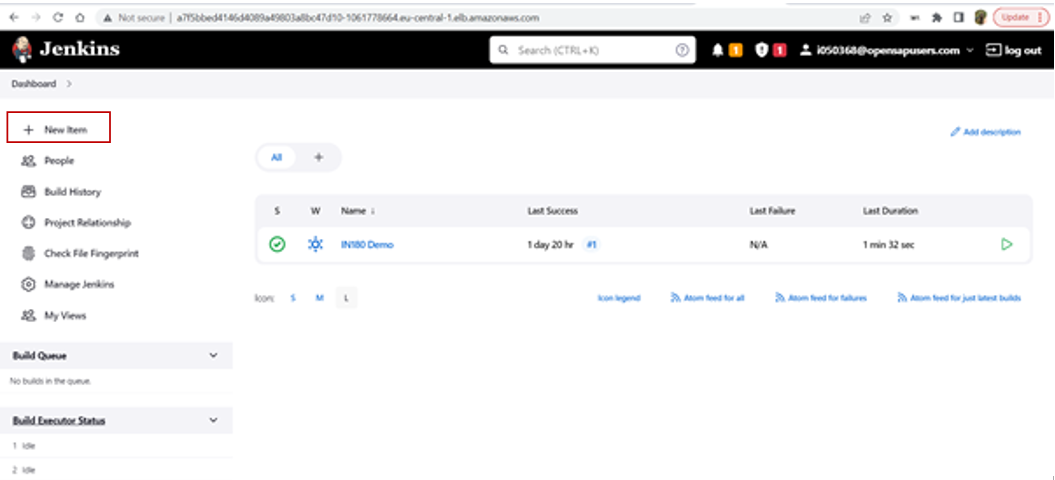 Not secure | a7f5bbed4146d4089a49803a8bc47d10-1061778664.eu-central-1.elb.amazonaws.com
Update
Jenkins
Search (CTRL+K)
1
1
i050368@opensapusers.com
log out
Dashboard
New Item
People
Build History
Project Relationship
Check File Fingerprint
Manage Jenkins
My Views
Build Queue
No builds in the queue.
Build Executor Status
1 Idle
2 Idle
Add description
All +
S W Name ↓ Last Success Last Failure Last Duration
IN180 Demo 1 day 20 hr #1 N/A 1 min 32 sec
Icon: S M L
Icon legend Atom feed for all Atom feed for failures Atom feed for just latest builds